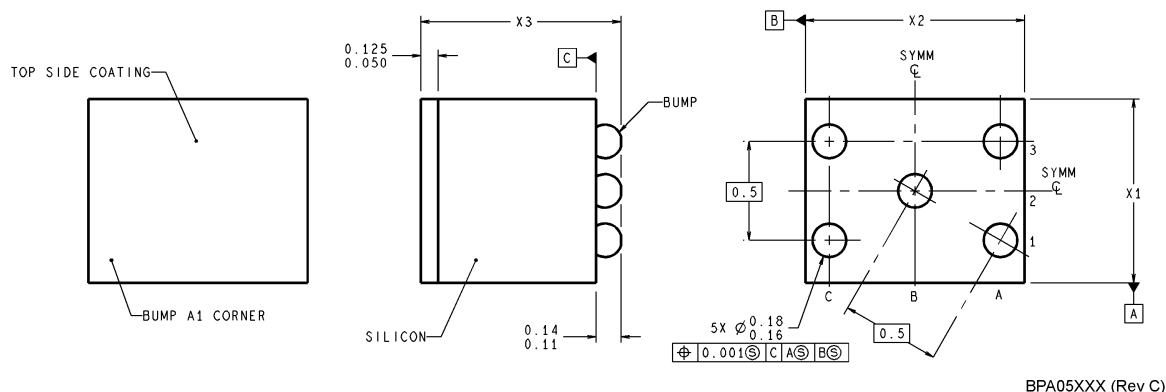 TOP SIDE COATING
BUMP A1 CORNER
X3
0.125
0.050
C
BUMP
SILICON
0.14
0.11
B
X2
SYMM
℄
3
SYMM
℄
0.5
2
X1
1
C B A
A
5X Ø 0.18
0.16
0.5
⌖ 0.001Ⓢ C AⓈ BⓈ
BPA05XXX (Rev C)